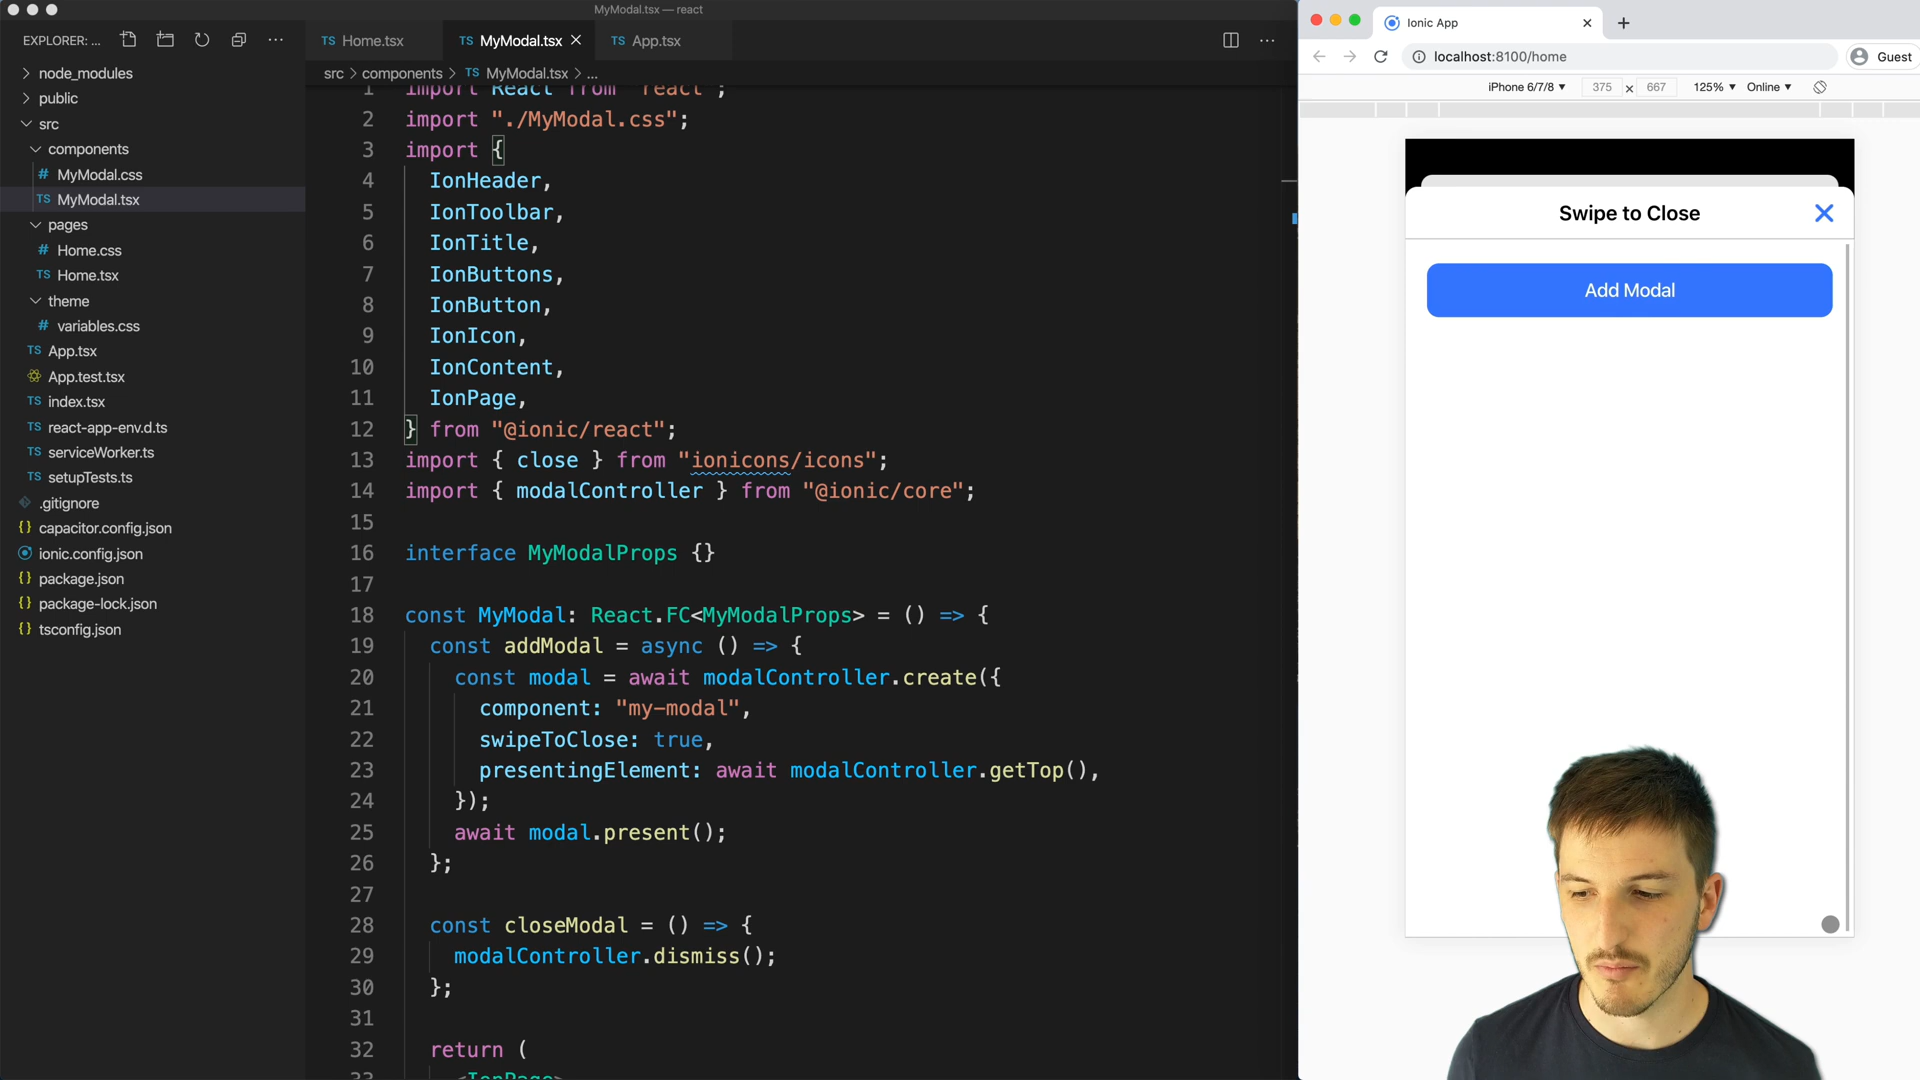 MyModal.tsx — react
EXPLORER: ...
node_modules
public
src
components
# MyModal.css
TS MyModal.tsx
pages
# Home.css
TS Home.tsx
theme
# variables.css
TS App.tsx
App.test.tsx
TS index.tsx
TS react-app-env.d.ts
TS serviceWorker.ts
TS setupTests.ts
.gitignore
{} capacitor.config.json
ionic.config.json
{} package.json
{} package-lock.json
{} tsconfig.json
TS Home.tsx
TS MyModal.tsx
TS App.tsx
src > components > TS MyModal.tsx > ...
1 import React from "react";
2 import "./MyModal.css";
3 import {
4 IonHeader,
5 IonToolbar,
6 IonTitle,
7 IonButtons,
8 IonButton,
9 IonIcon,
10 IonContent,
11 IonPage,
12 } from "@ionic/react";
13 import { close } from "ionicons/icons";
14 import { modalController } from "@ionic/core";
15
16 interface MyModalProps {}
17
18 const MyModal: React.FC<MyModalProps> = () => {
19 const addModal = async () => {
20 const modal = await modalController.create({
21 component: "my-modal",
22 swipeToClose: true,
23 presentingElement: await modalController.getTop(),
24 });
25 await modal.present();
26 };
27
28 const closeModal = () => {
29 modalController.dismiss();
30 };
31
32 return (
33 <IonPage>
Ionic App
localhost:8100/home
Guest
iPhone 6/7/8 ▼ 375 × 667 125% ▼ Online ▼
Swipe to Close
Add Modal